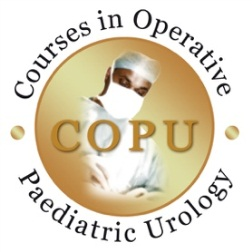 Courses in Operative
COPU
Paediatric Urology